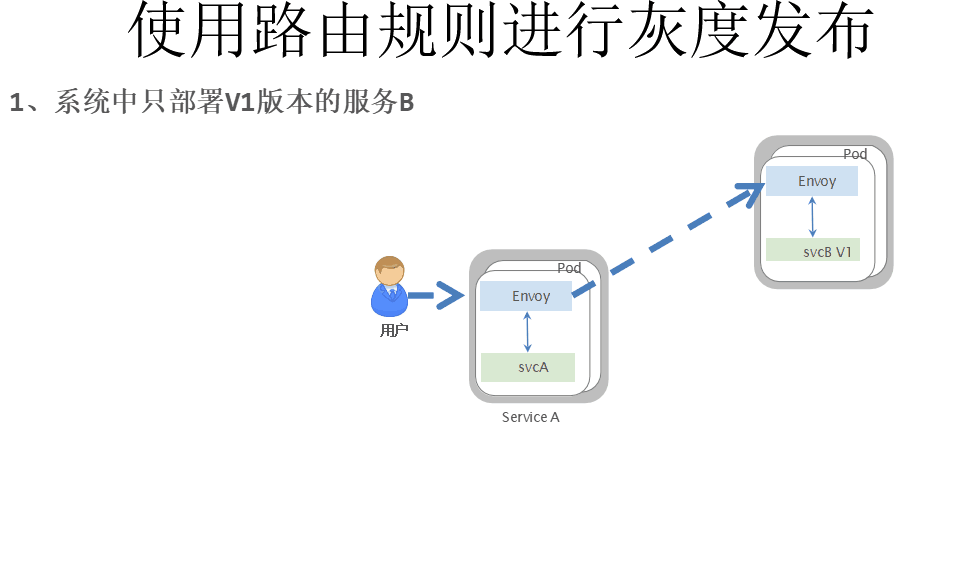 使用路由规则进行灰度发布
1、系统中只部署V1版本的服务B
Pod
Envoy
svcB V1
Pod
Envoy
svcA
用户
Service A